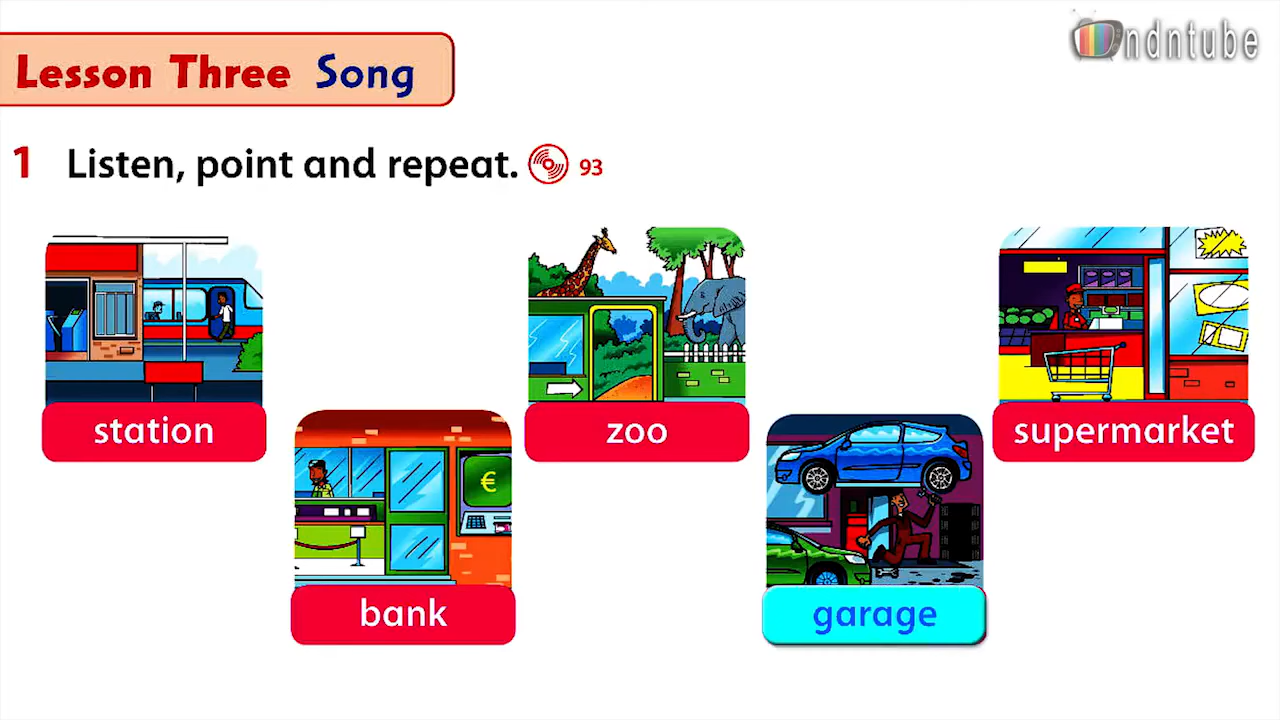 ndntube
Lesson Three Song
1 Listen, point and repeat. 93
station
zoo
supermarket
€
bank
garage